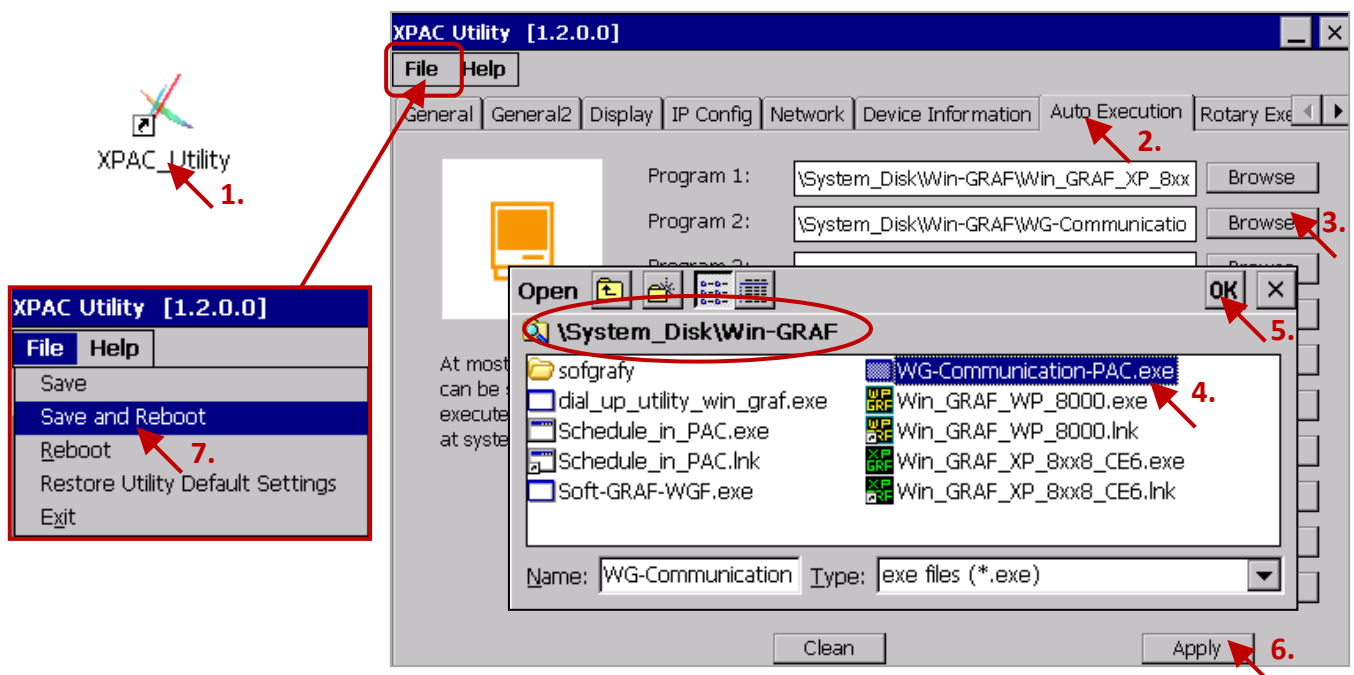 XPAC_Utility
1.
XPAC Utility [1.2.0.0]
File Help
General General2 Display IP Config Network Device Information Auto Execution Rotary Exe
2.
Program 1: \System_Disk\Win-GRAF\Win_GRAF_XP_8xx Browse
Program 2: \System_Disk\Win-GRAF\WG-Communicatio Browse
3.
Program 3: Browse
At most
can be
execute
at syste
Open OK
5.
\System_Disk\Win-GRAF
sofgrafy
dial_up_utility_win_graf.exe
Schedule_in_PAC.exe
Schedule_in_PAC.lnk
Soft-GRAF-WGF.exe
WG-Communication-PAC.exe
4.
Win_GRAF_WP_8000.exe
Win_GRAF_WP_8000.lnk
Win_GRAF_XP_8xx8_CE6.exe
Win_GRAF_XP_8xx8_CE6.lnk
Name: WG-Communication Type: exe files (*.exe)
Clean Apply
6.
XPAC Utility [1.2.0.0]
File Help
Save
Save and Reboot
7.
Reboot
Restore Utility Default Settings
Exit